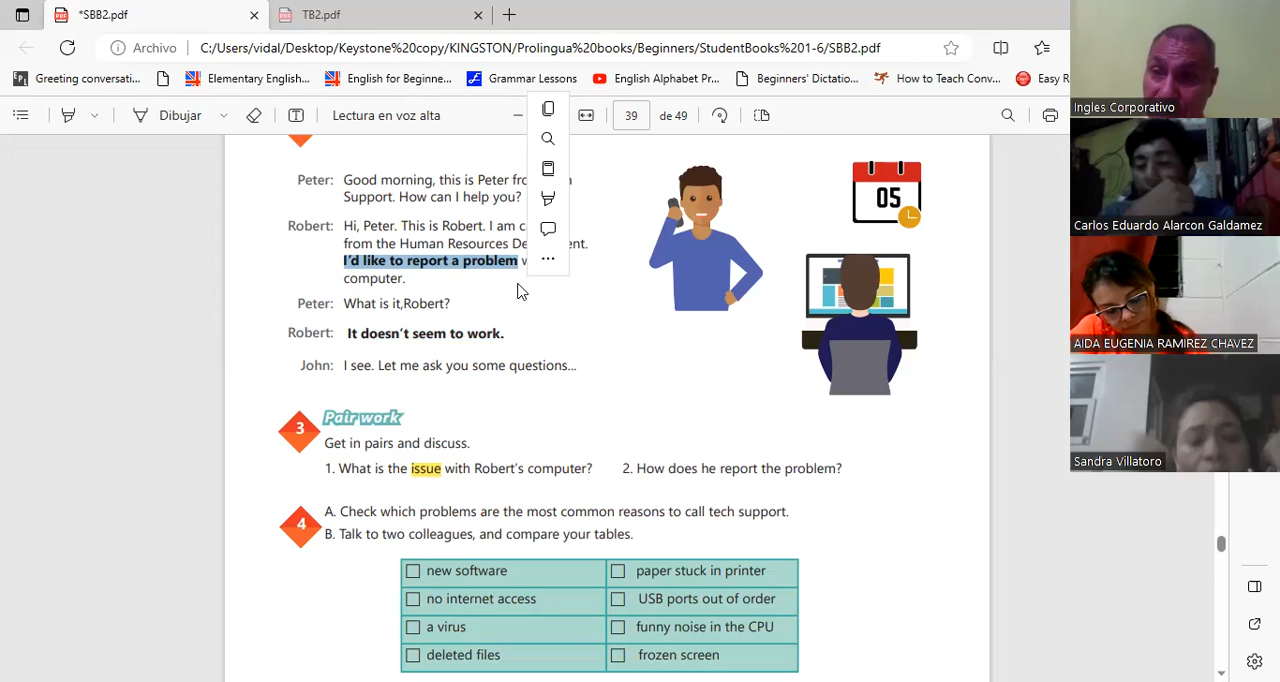 *SBB2.pdf
TB2.pdf
Archivo
C:/Users/vidal/Desktop/Keystone%20copy/KINGSTON/Prolingua%20books/Beginners/StudentBooks%201-6/SBB2.pdf
Greeting conversati...
Elementary English...
English for Beginne...
Grammar Lessons
English Alphabet Pr...
Beginners' Dictatio...
How to Teach Conv...
Easy R
Dibujar
Lectura en voz alta
39
de 49
Peter: Good morning, this is Peter
Support. How can I help you?
Robert: Hi, Peter. This is Robert. I am
from the Human Resources
I'd like to report a problem
computer.
Peter: What is it,Robert?
Robert: It doesn't seem to work.
John: I see. Let me ask you some questions...
05
3
Pair work
Get in pairs and discuss.
1. What is the issue with Robert's computer?
2. How does he report the problem?
4
A. Check which problems are the most common reasons to call tech support.
B. Talk to two colleagues, and compare your tables.
new software
paper stuck in printer
no internet access
USB ports out of order
a virus
funny noise in the CPU
deleted files
frozen screen
Ingles Corporativo
Carlos Eduardo Alarcon Galdamez
AIDA EUGENIA RAMIREZ CHAVEZ
Sandra Villatoro